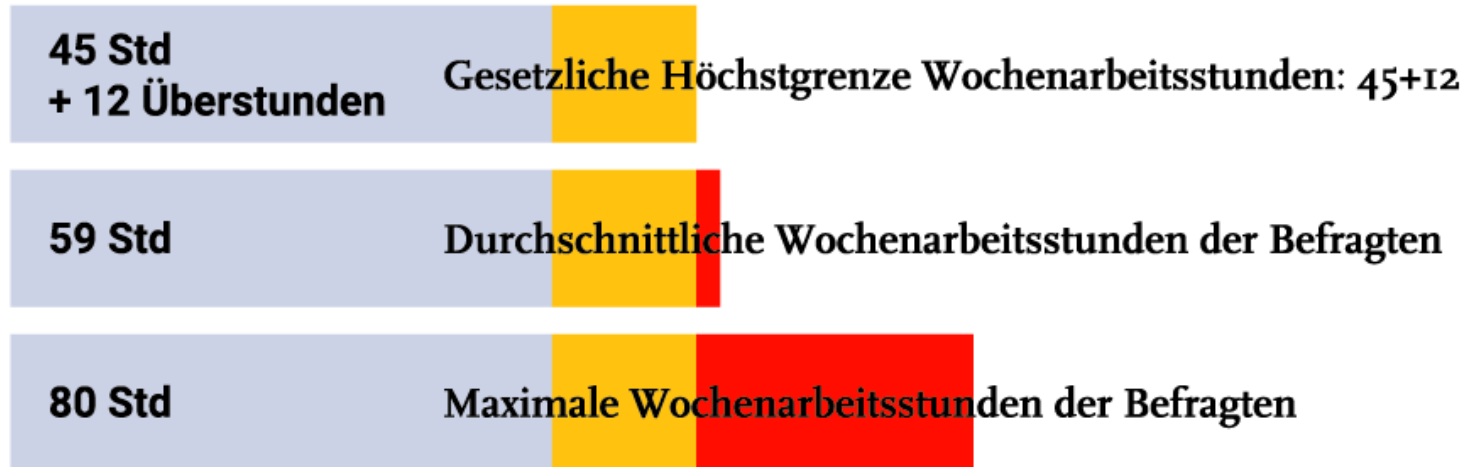 45 Std
+ 12 Überstunden
Gesetzliche Höchstgrenze Wochenarbeitsstunden: 45+12
59 Std
Durchschnittliche Wochenarbeitsstunden der Befragten
80 Std
Maximale Wochenarbeitsstunden der Befragten